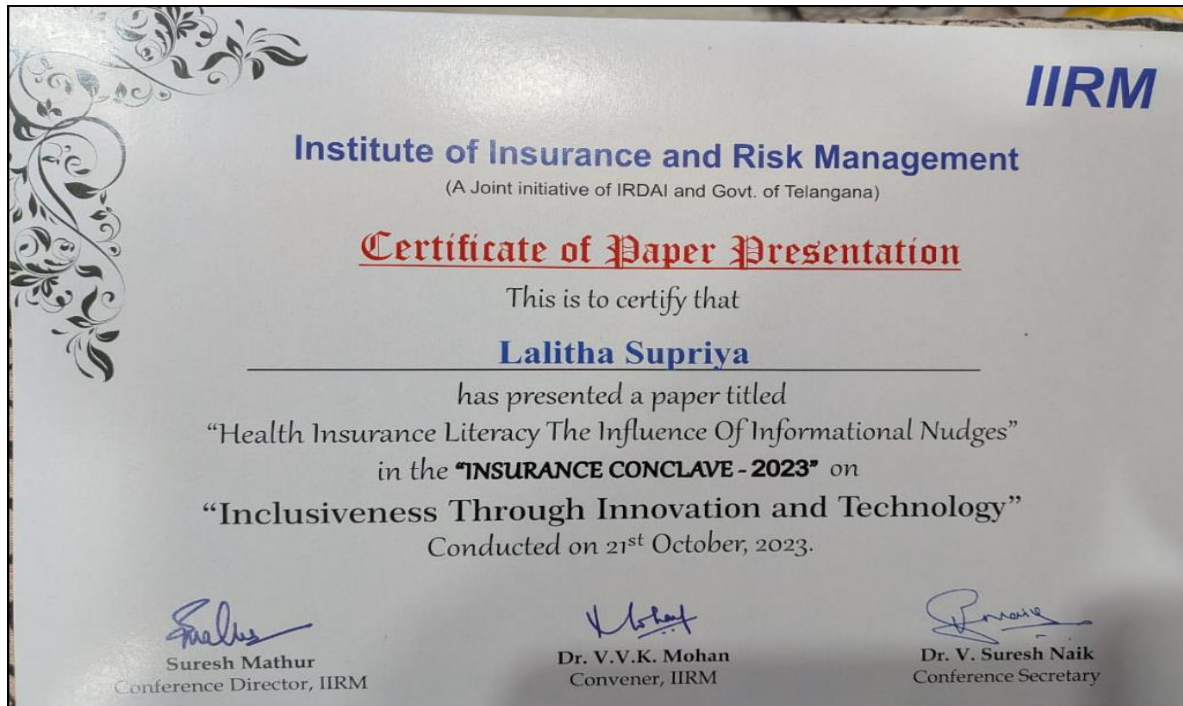 IIRM
Institute of Insurance and Risk Management
(A Joint initiative of IRDAI and Govt. of Telangana)
Certificate of Paper Presentation
This is to certify that
Lalitha Supriya
has presented a paper titled
“Health Insurance Literacy The Influence Of Informational Nudges”
in the “INSURANCE CONCLAVE - 2023” on
“Inclusiveness Through Innovation and Technology”
Conducted on 21st October, 2023.
Suresh Mathur
Conference Director, IIRM
Dr. V.V.K. Mohan
Convener, IIRM
Dr. V. Suresh Naik
Conference Secretary